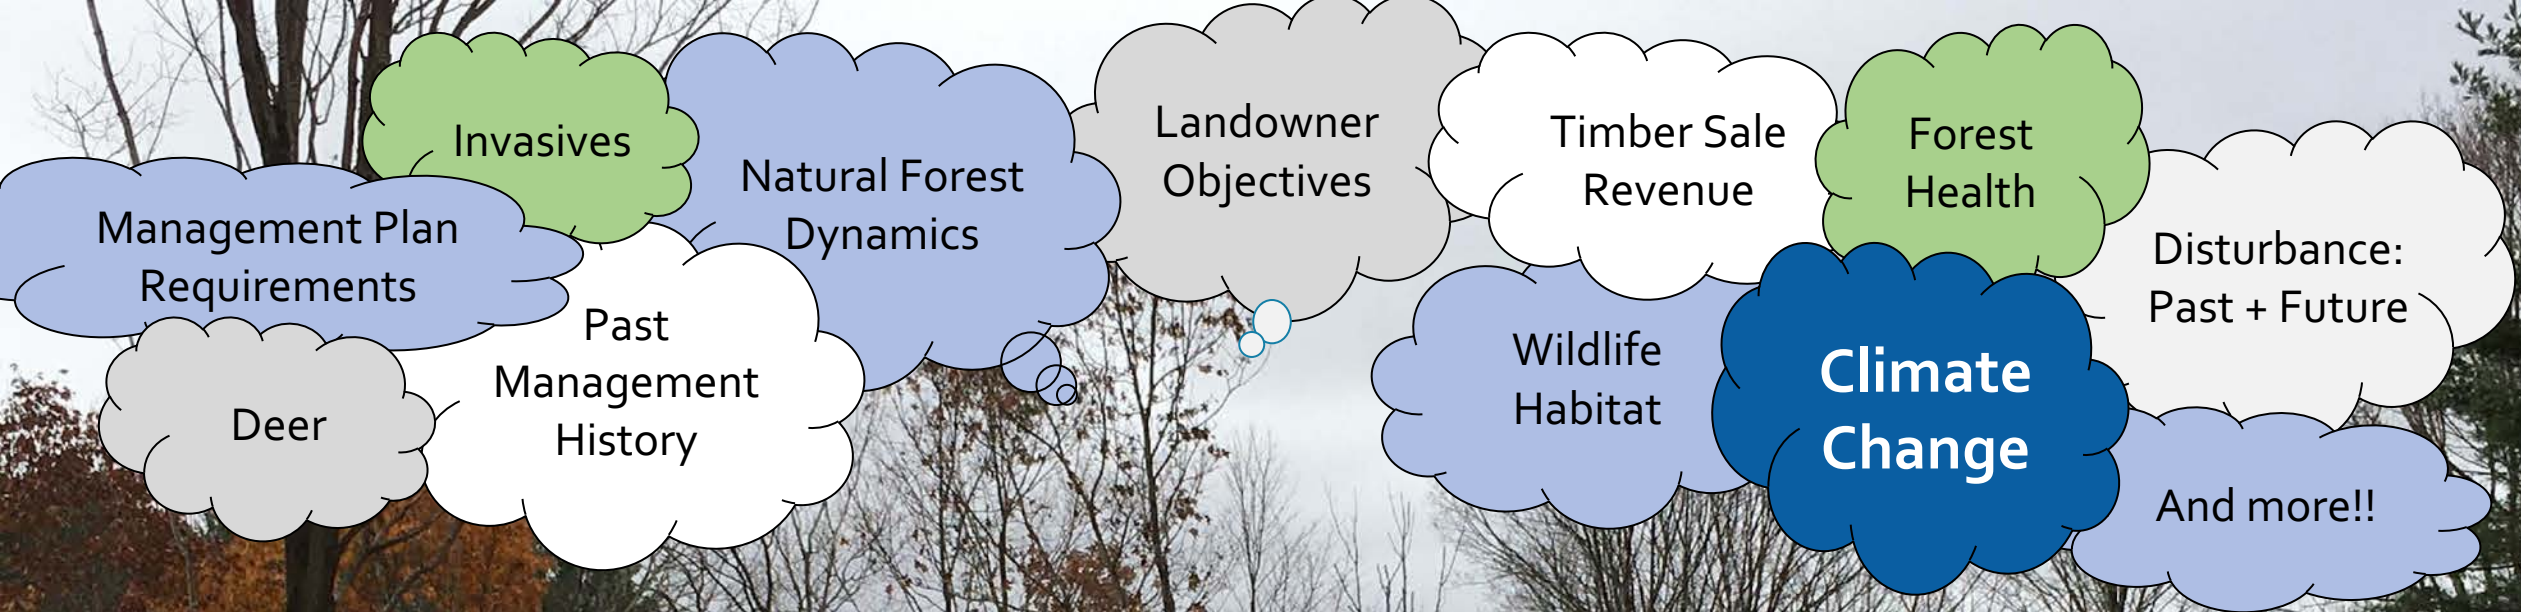 Invasives
Management Plan
Requirements
Natural Forest
Dynamics
Past
Management
History
Deer
Landowner
Objectives
Timber Sale
Revenue
Forest
Health
Wildlife
Habitat
Climate
Change
Disturbance:
Past + Future
And more!!